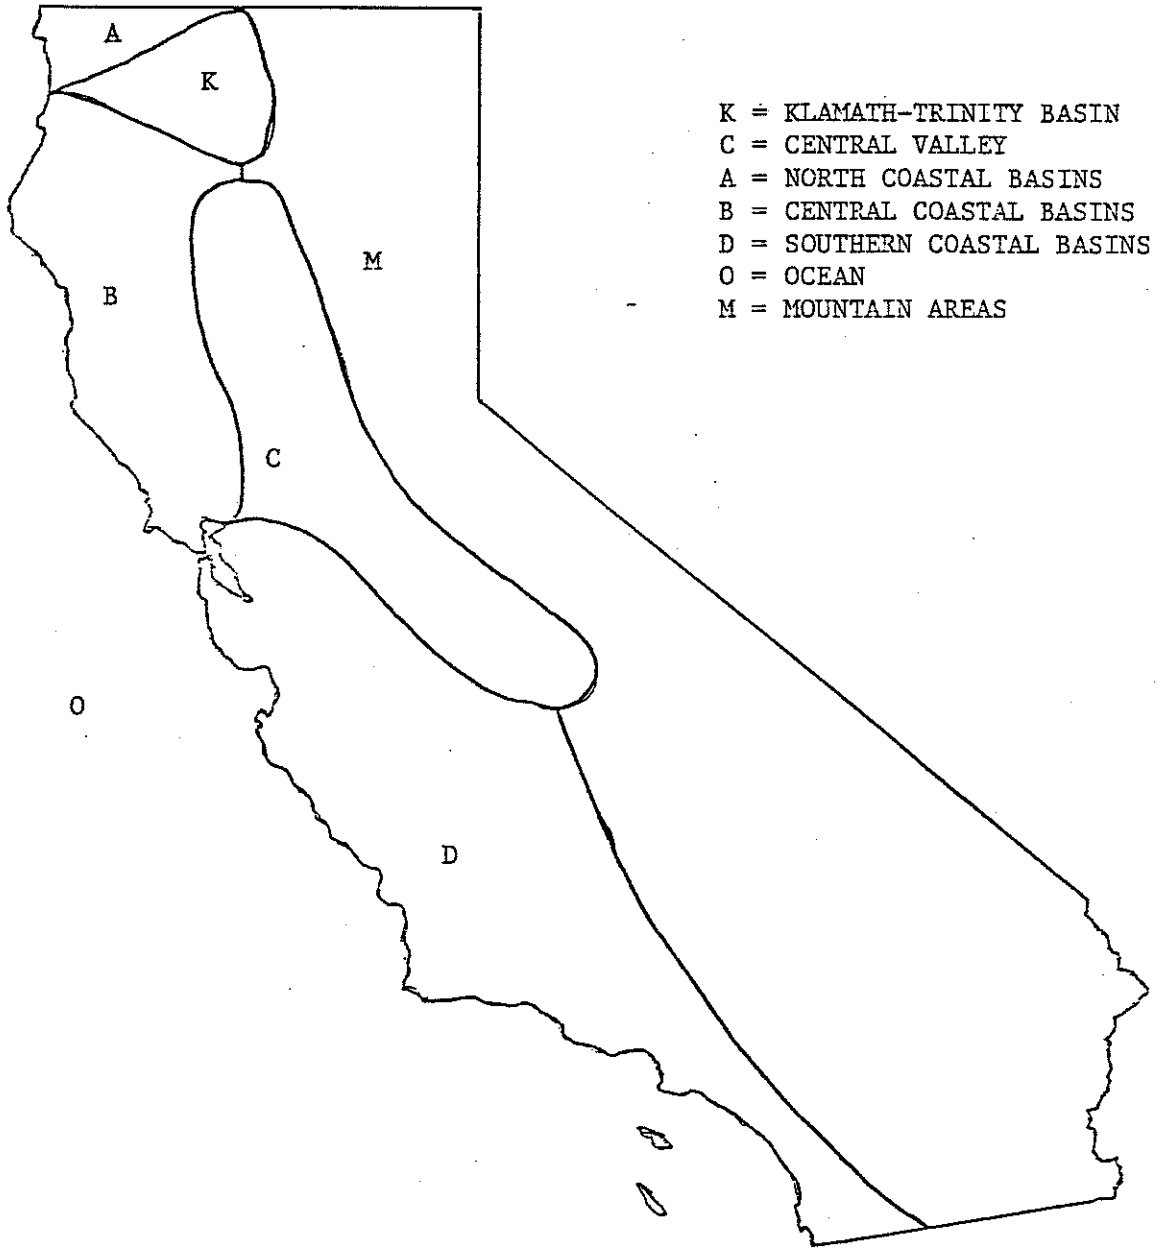 A
K
K = KLAMATH-TRINITY BASIN
C = CENTRAL VALLEY
A = NORTH COASTAL BASINS
B = CENTRAL COASTAL BASINS
D = SOUTHERN COASTAL BASINS
O = OCEAN
M = MOUNTAIN AREAS
M
B
C
O
D